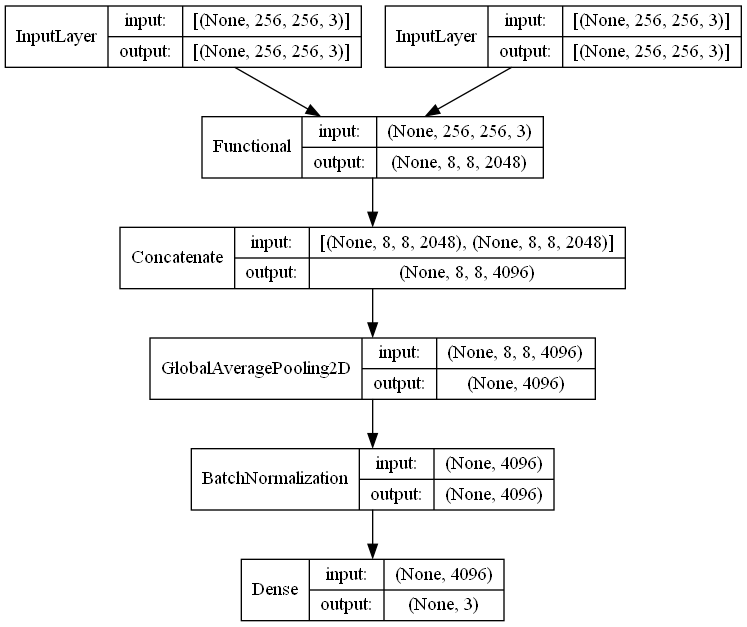 InputLayer input: [(None, 256, 256, 3)] output: [(None, 256, 256, 3)]
InputLayer input: [(None, 256, 256, 3)] output: [(None, 256, 256, 3)]
Functional input: (None, 256, 256, 3) output: (None, 8, 8, 2048)
Concatenate input: [(None, 8, 8, 2048), (None, 8, 8, 2048)] output: (None, 8, 8, 4096)
GlobalAveragePooling2D input: (None, 8, 8, 4096) output: (None, 4096)
BatchNormalization input: (None, 4096) output: (None, 4096)
Dense input: (None, 4096) output: (None, 3)